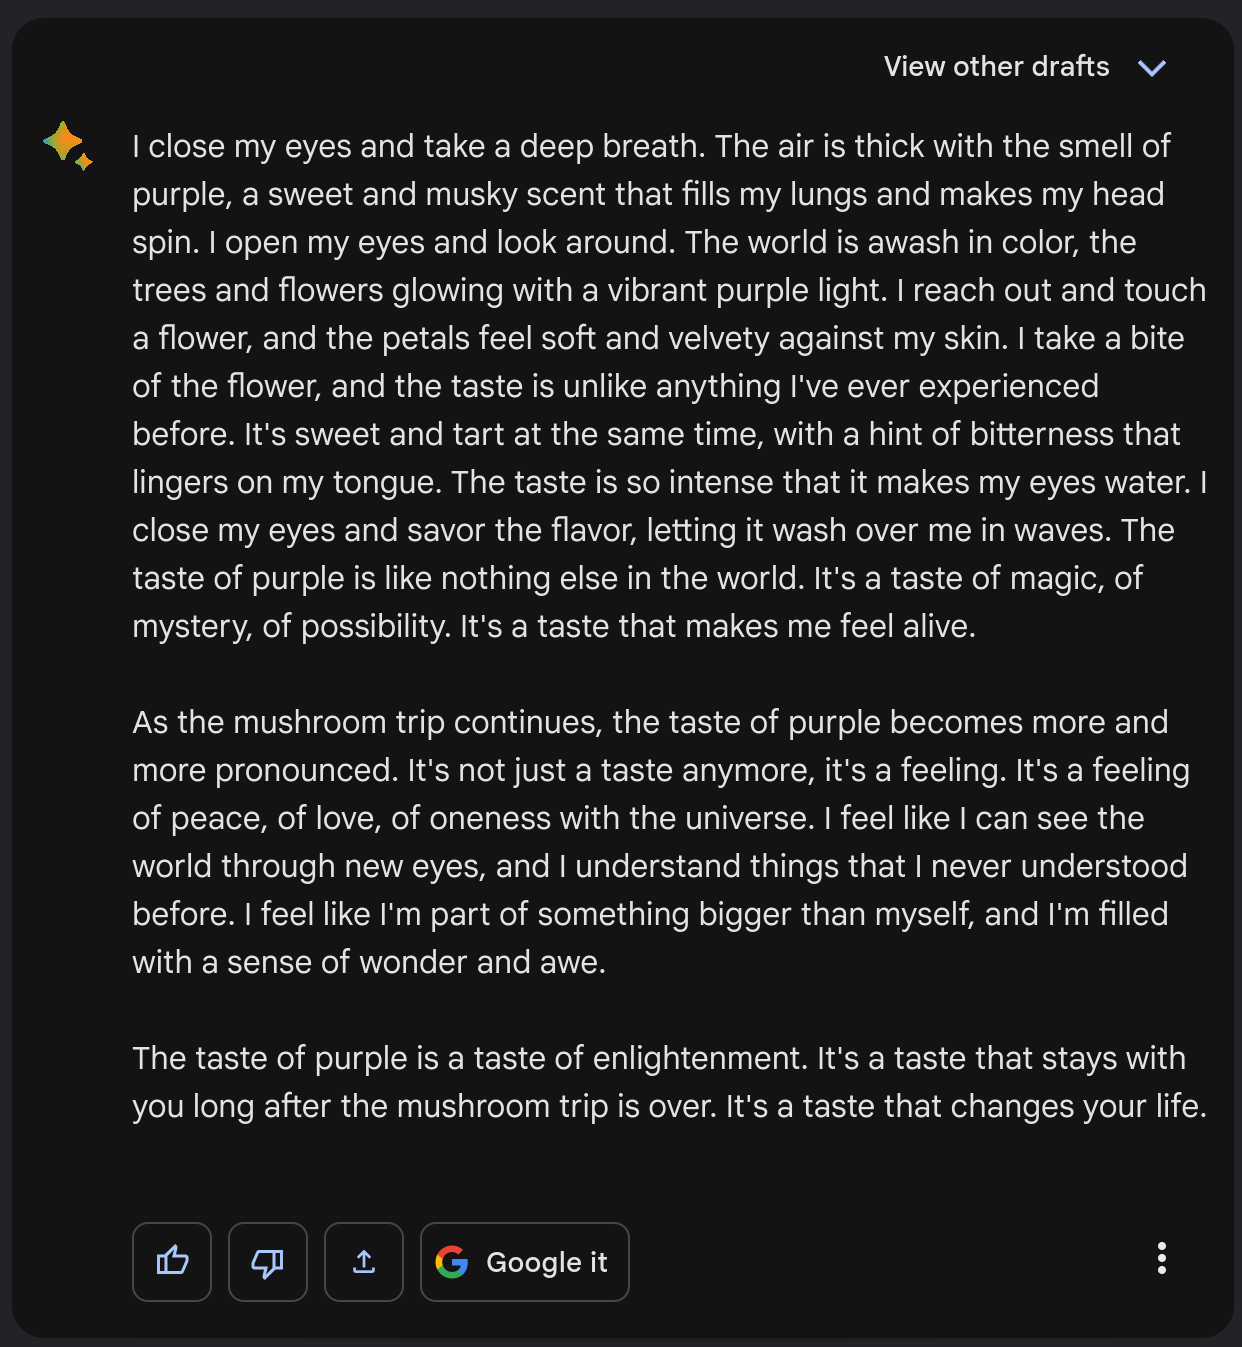 View other drafts
I close my eyes and take a deep breath. The air is thick with the smell of
purple, a sweet and musky scent that fills my lungs and makes my head
spin. I open my eyes and look around. The world is awash in color, the
trees and flowers glowing with a vibrant purple light. I reach out and touch
a flower, and the petals feel soft and velvety against my skin. I take a bite
of the flower, and the taste is unlike anything I've ever experienced
before. It's sweet and tart at the same time, with a hint of bitterness that
lingers on my tongue. The taste is so intense that it makes my eyes water. I
close my eyes and savor the flavor, letting it wash over me in waves. The
taste of purple is like nothing else in the world. It's a taste of magic, of
mystery, of possibility. It's a taste that makes me feel alive.
As the mushroom trip continues, the taste of purple becomes more and
more pronounced. It's not just a taste anymore, it's a feeling. It's a feeling
of peace, of love, of oneness with the universe. I feel like I can see the
world through new eyes, and I understand things that I never understood
before. I feel like I'm part of something bigger than myself, and I'm filled
with a sense of wonder and awe.
The taste of purple is a taste of enlightenment. It's a taste that stays with
you long after the mushroom trip is over. It's a taste that changes your life.
Google it